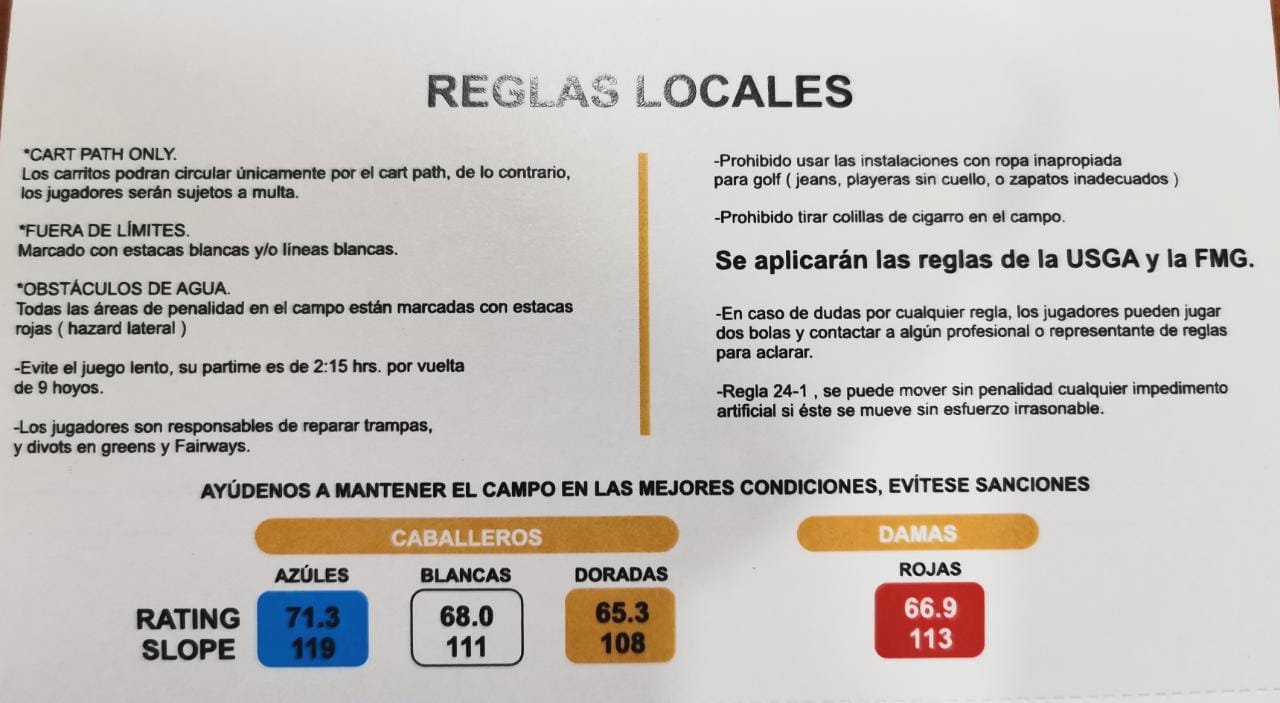 REGLAS LOCALES
*CART PATH ONLY.
Los carritos podran circular únicamente por el cart path, de lo contrario,
los jugadores serán sujetos a multa.
*FUERA DE LÍMITES.
Marcado con estacas blancas y/o líneas blancas.
*OBSTÁCULOS DE AGUA.
Todas las áreas de penalidad en el campo están marcadas con estacas
rojas ( hazard lateral )
-Evite el juego lento, su partime es de 2:15 hrs. por vuelta
de 9 hoyos.
-Los jugadores son responsables de reparar trampas,
y divots en greens y Fairways.
-Prohibido usar las instalaciones con ropa inapropiada
para golf ( jeans, playeras sin cuello, o zapatos inadecuados )
-Prohibido tirar colillas de cigarro en el campo.
Se aplicarán las reglas de la USGA y la FMG.
-En caso de dudas por cualquier regla, los jugadores pueden jugar
dos bolas y contactar a algún profesional o representante de reglas
para aclarar.
-Regla 24-1 , se puede mover sin penalidad cualquier impedimento
artificial si éste se mueve sin esfuerzo irrasonable.
AYÚDENOS A MANTENER EL CAMPO EN LAS MEJORES CONDICIONES, EVÍTESE SANCIONES
CABALLEROS DAMAS
AZÚLES BLANCAS DORADAS ROJAS
RATING 71.3 68.0 65.3 66.9
SLOPE 119 111 108 113